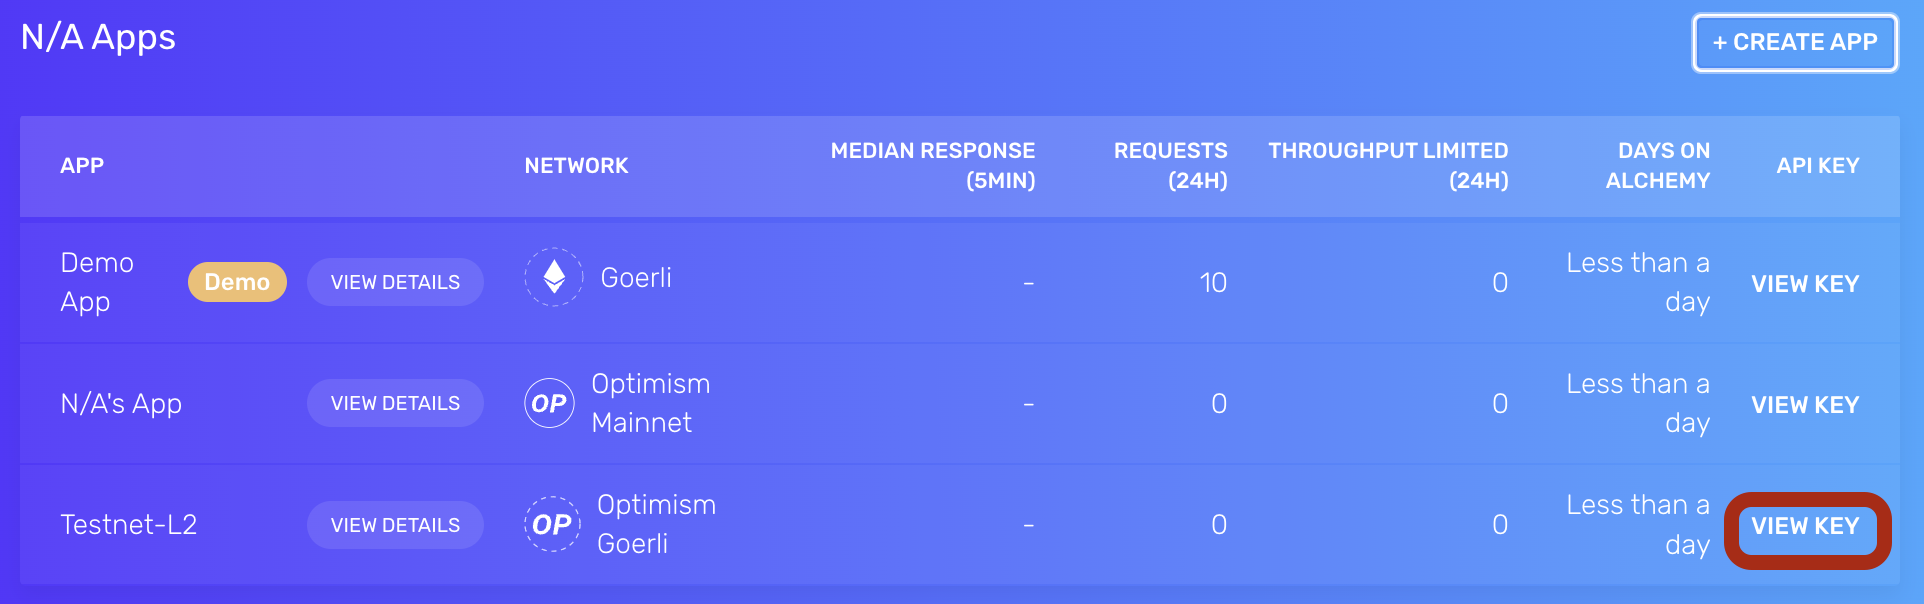 N/A Apps
+ CREATE APP
APP
NETWORK
MEDIAN RESPONSE
(5MIN)
REQUESTS
(24H)
THROUGHPUT LIMITED
(24H)
DAYS ON
ALCHEMY
API KEY
Demo
App
Demo
VIEW DETAILS
Goerli
-
10
0
Less than a
day
VIEW KEY
N/A's App
VIEW DETAILS
OP
Optimism
Mainnet
-
0
0
Less than a
day
VIEW KEY
Testnet-L2
VIEW DETAILS
OP
Optimism
Goerli
-
0
0
Less than a
day
VIEW KEY